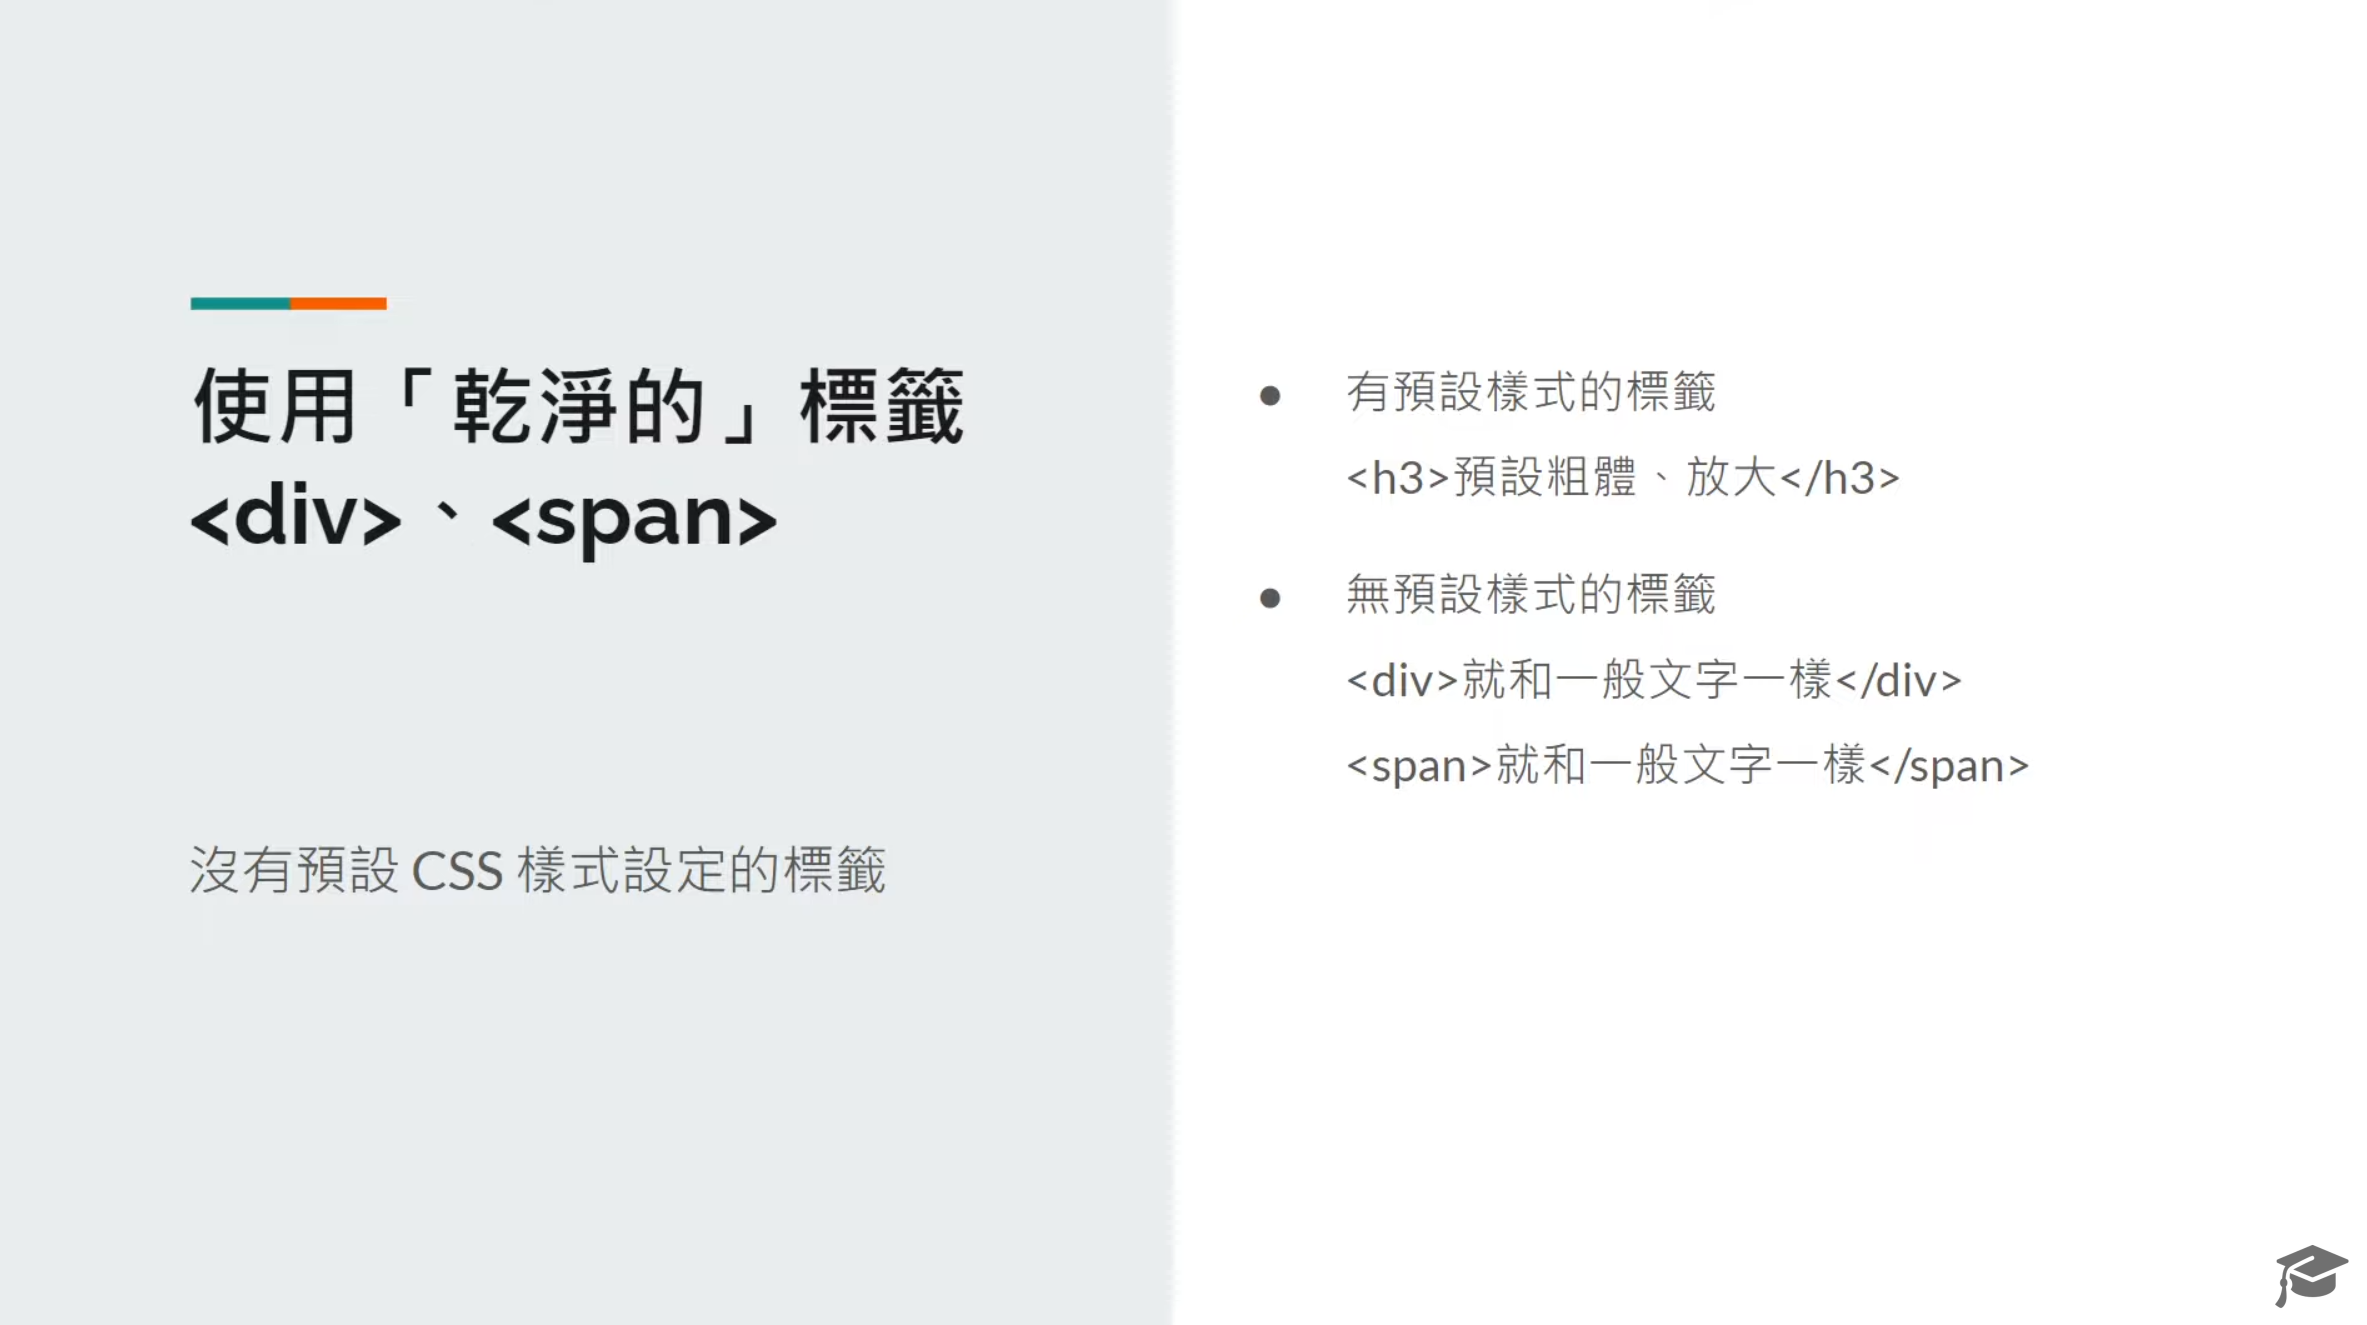 使用「乾淨的」標籤
<div>、<span>
沒有預設 CSS 樣式設定的標籤
● 有預設樣式的標籤
<h3>預設粗體、放大</h3>
● 無預設樣式的標籤
<div>就和一般文字一樣</div>
<span>就和一般文字一樣</span>